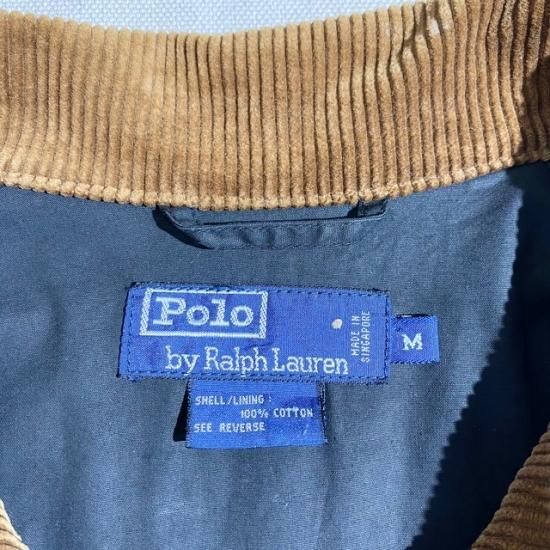 Polo
by Ralph Lauren
MADE IN
SINGAPORE
M
SHELL/LINING:
100% COTTON
SEE REVERSE